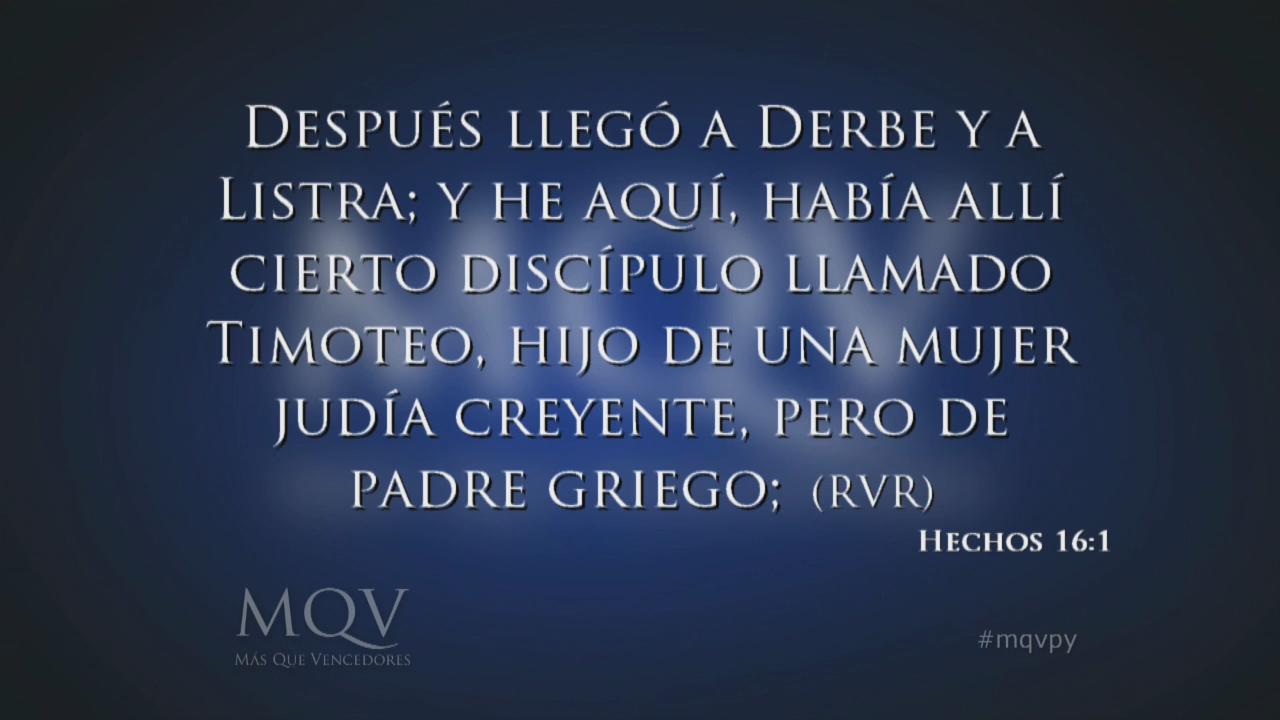 Después llegó a Derbe y a
Listra; y he aquí, había allí
cierto discípulo llamado
Timoteo, hijo de una mujer
judía creyente, pero de
padre griego; (RVR)
Hechos 16:1
MQV
Más Que Vencedores
#mqvpy